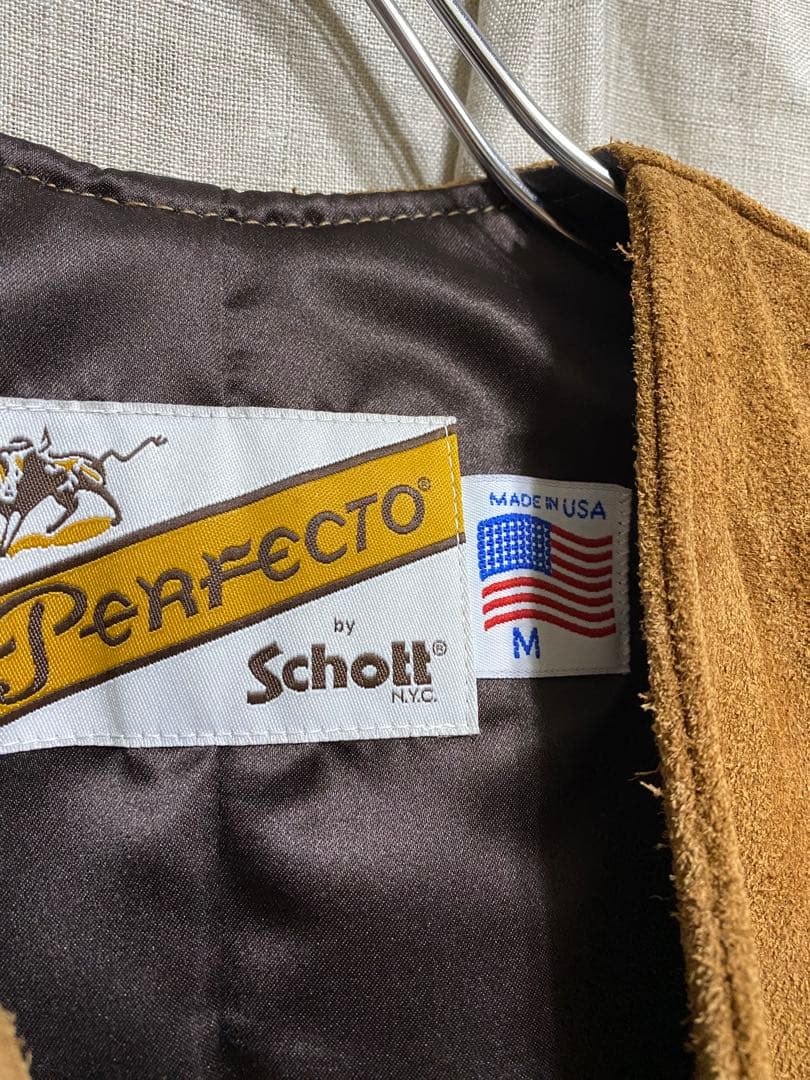 PERFECTO®
by
Schott®
N.Y.C.
MADE IN USA
M